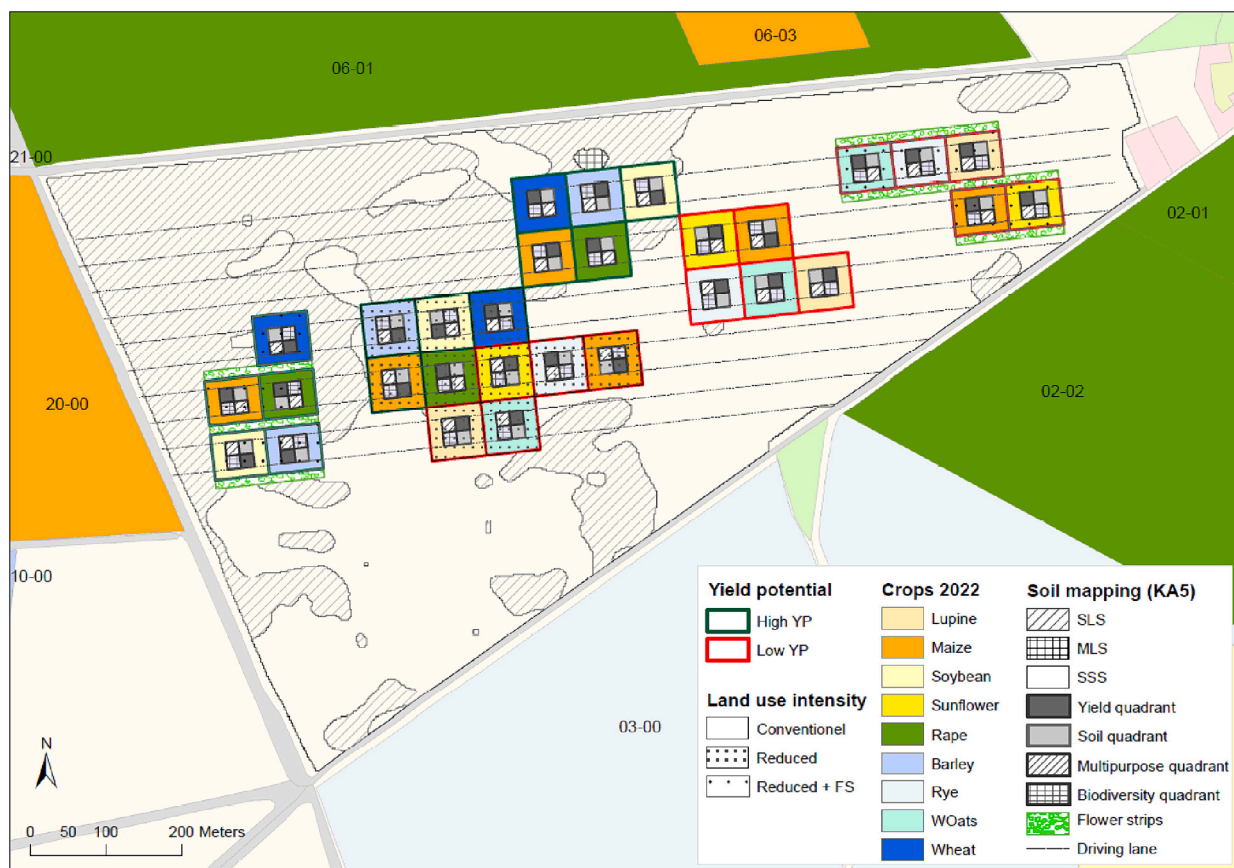 06-03
06-01
21-00
02-01
20-00
02-02
10-00
03-00
N
0 50 100 200 Meters
Yield potential
High YP
Low YP
Land use intensity
Conventionel
Reduced
Reduced + FS
Crops 2022
Lupine
Maize
Soybean
Sunflower
Rape
Barley
Rye
WOats
Wheat
Soil mapping (KA5)
SLS
MLS
SSS
Yield quadrant
Soil quadrant
Multipurpose quadrant
Biodiversity quadrant
Flower strips
Driving lane